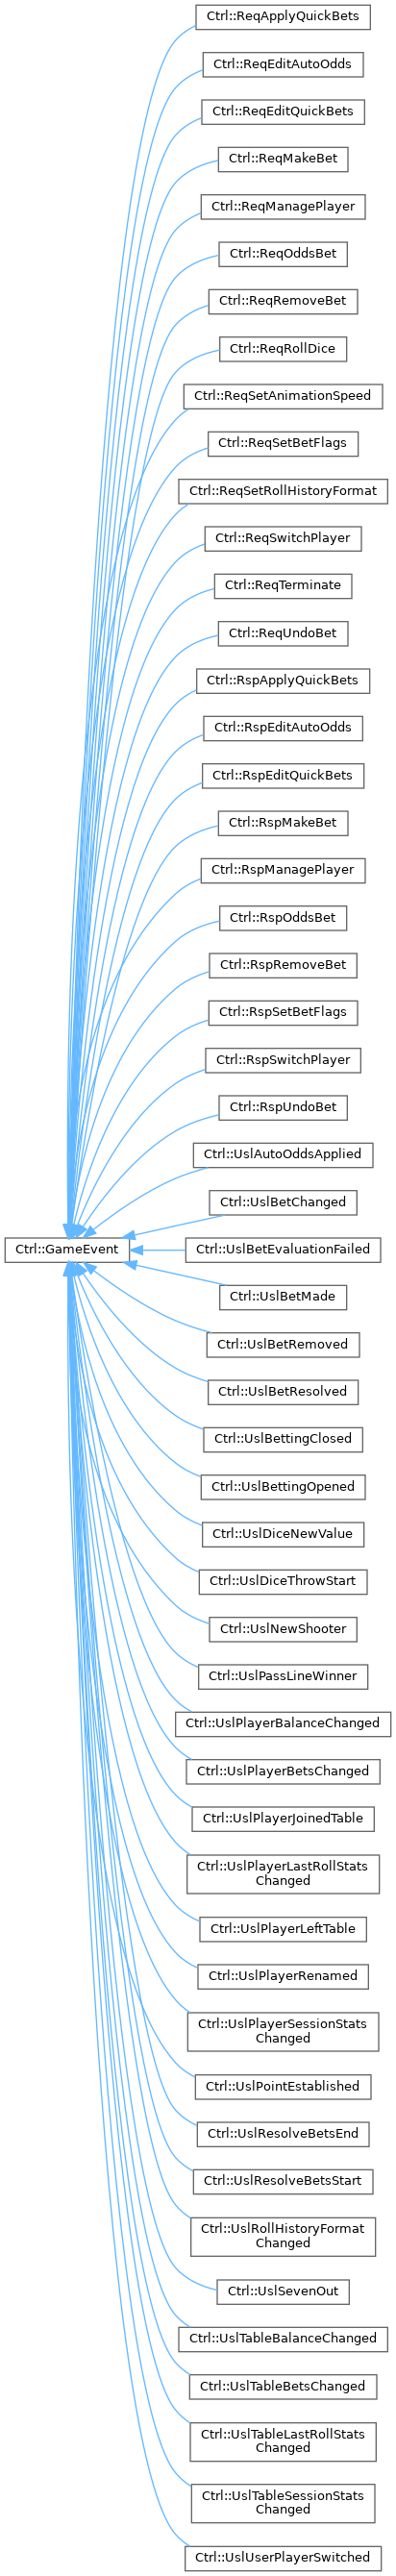 Ctrl::ReqApplyQuickBets
Ctrl::ReqEditAutoOdds
Ctrl::ReqEditQuickBets
Ctrl::ReqMakeBet
Ctrl::ReqManagePlayer
Ctrl::ReqOddsBet
Ctrl::ReqRemoveBet
Ctrl::ReqRollDice
Ctrl::ReqSetAnimationSpeed
Ctrl::ReqSetBetFlags
Ctrl::ReqSetRollHistoryFormat
Ctrl::ReqSwitchPlayer
Ctrl::ReqTerminate
Ctrl::ReqUndoBet
Ctrl::RspApplyQuickBets
Ctrl::RspEditAutoOdds
Ctrl::RspEditQuickBets
Ctrl::RspMakeBet
Ctrl::RspManagePlayer
Ctrl::RspOddsBet
Ctrl::RspRemoveBet
Ctrl::RspSetBetFlags
Ctrl::RspSwitchPlayer
Ctrl::RspUndoBet
Ctrl::UslAutoOddsApplied
Ctrl::UslBetChanged
Ctrl::GameEvent
Ctrl::UslBetEvaluationFailed
Ctrl::UslBetMade
Ctrl::UslBetRemoved
Ctrl::UslBetResolved
Ctrl::UslBettingClosed
Ctrl::UslBettingOpened
Ctrl::UslDiceNewValue
Ctrl::UslDiceThrowStart
Ctrl::UslNewShooter
Ctrl::UslPassLineWinner
Ctrl::UslPlayerBalanceChanged
Ctrl::UslPlayerBetsChanged
Ctrl::UslPlayerJoinedTable
Ctrl::UslPlayerLastRollStats
Changed
Ctrl::UslPlayerLeftTable
Ctrl::UslPlayerRenamed
Ctrl::UslPlayerSessionStats
Changed
Ctrl::UslPointEstablished
Ctrl::UslResolveBetsEnd
Ctrl::UslResolveBetsStart
Ctrl::UslRollHistoryFormat
Changed
Ctrl::UslSevenOut
Ctrl::UslTableBalanceChanged
Ctrl::UslTableBetsChanged
Ctrl::UslTableLastRollStats
Changed
Ctrl::UslTableSessionStats
Changed
Ctrl::UslUserPlayerSwitched